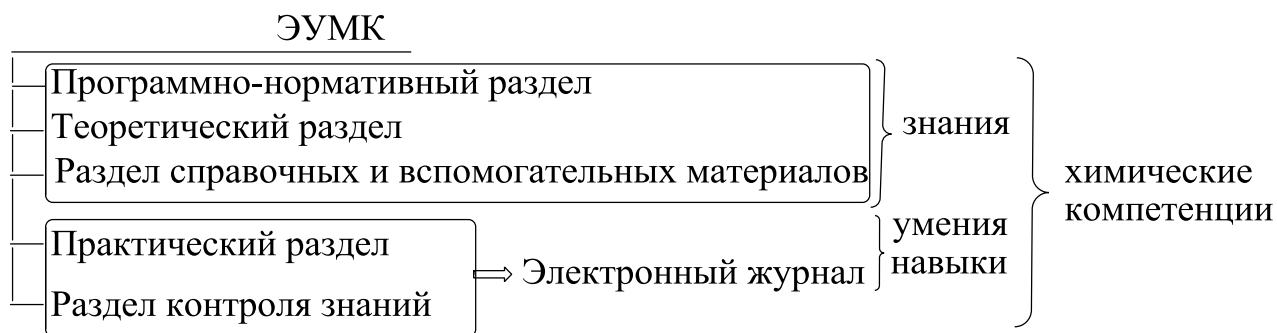 ЭУМК
Программно-нормативный раздел
Теоретический раздел
Раздел справочных и вспомогательных материалов
знания
Практический раздел
Раздел контроля знаний
Электронный журнал
умения
навыки
химические
компетенции